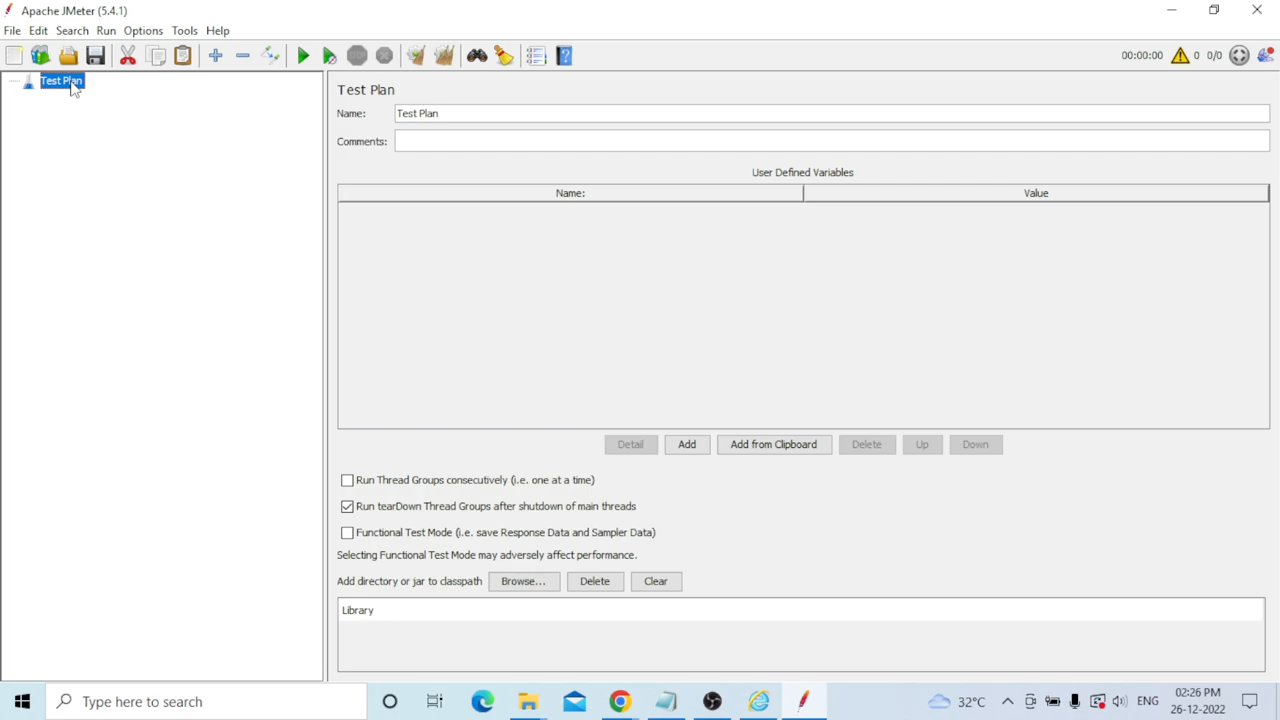 Apache JMeter (5.4.1)
File Edit Search Run Options Tools Help
00:00:00 0 0/0
Test Plan
Test Plan
Name: Test Plan
Comments:
User Defined Variables
Name: Value
Detail Add Add from Clipboard Delete Up Down
Run Thread Groups consecutively (i.e. one at a time)
Run tearDown Thread Groups after shutdown of main threads
Functional Test Mode (i.e. save Response Data and Sampler Data)
Selecting Functional Test Mode may adversely affect performance.
Add directory or jar to classpath Browse... Delete Clear
Library
Type here to search
32°C
ENG
02:26 PM
26-12-2022